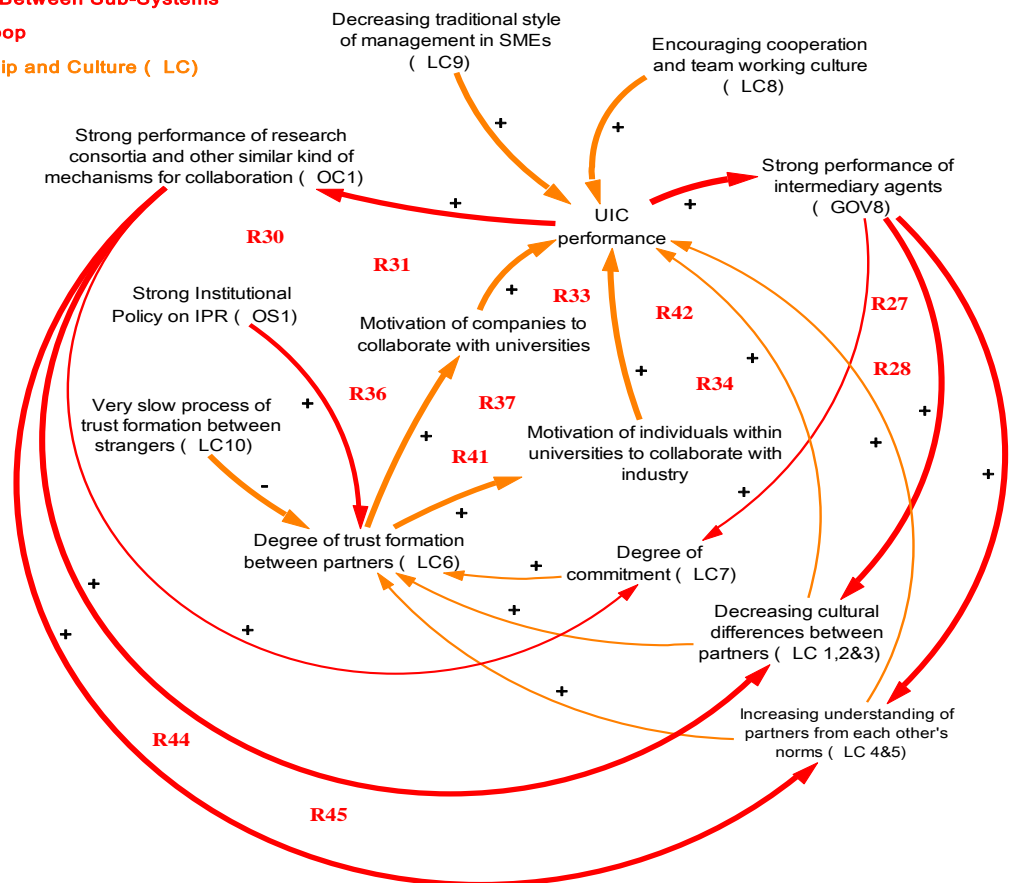 Between Sub-Systems
oop
ip and Culture ( LC)
Decreasing traditional style
of management in SMEs
( LC9)
Encouraging cooperation
and team working culture
( LC8)
Strong performance of research
consortia and other similar kind of
mechanisms for collaboration ( OC1)
Strong performance of
intermediary agents
( GOV8)
UIC
performance
+
+
+
+
R30
R31
Strong Institutional
Policy on IPR ( OS1)
+
R33
R42
R27
Motivation of companies to
collaborate with universities
R36
+
+
R34
R28
Very slow process of
trust formation between
strangers ( LC10)
+
R37
+
+
+
Motivation of individuals within
universities to collaborate with
industry
R41
-
+
+
+
Degree of trust formation
between partners ( LC6)
+
Degree of
commitment ( LC7)
+
+
+
Decreasing cultural
differences between
partners ( LC 1,2&3)
+
+
Increasing understanding of
partners from each other's
norms ( LC 4&5)
R44
R45